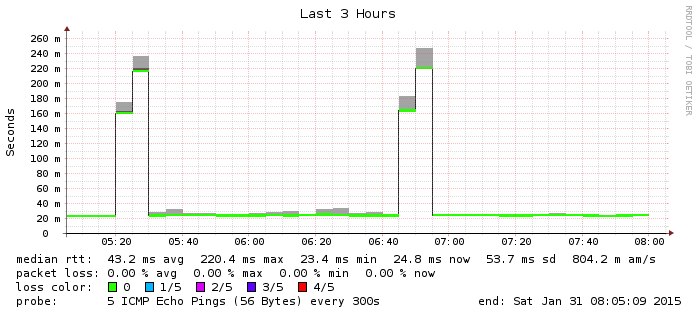 Last 3 Hours
RRDTOOL / TOBI OETIKER
Seconds
260 m
240 m
220 m
200 m
180 m
160 m
140 m
120 m
100 m
80 m
60 m
40 m
20 m
0
05:20 05:40 06:00 06:20 06:40 07:00 07:20 07:40 08:00
median rtt: 43.2 ms avg 220.4 ms max 23.4 ms min 24.8 ms now 53.7 ms sd 804.2 m am/s
packet loss: 0.00 % avg 0.00 % max 0.00 % min 0.00 % now
loss color: 0 1/5 2/5 3/5 4/5
probe: 5 ICMP Echo Pings (56 Bytes) every 300s end: Sat Jan 31 08:05:09 2015